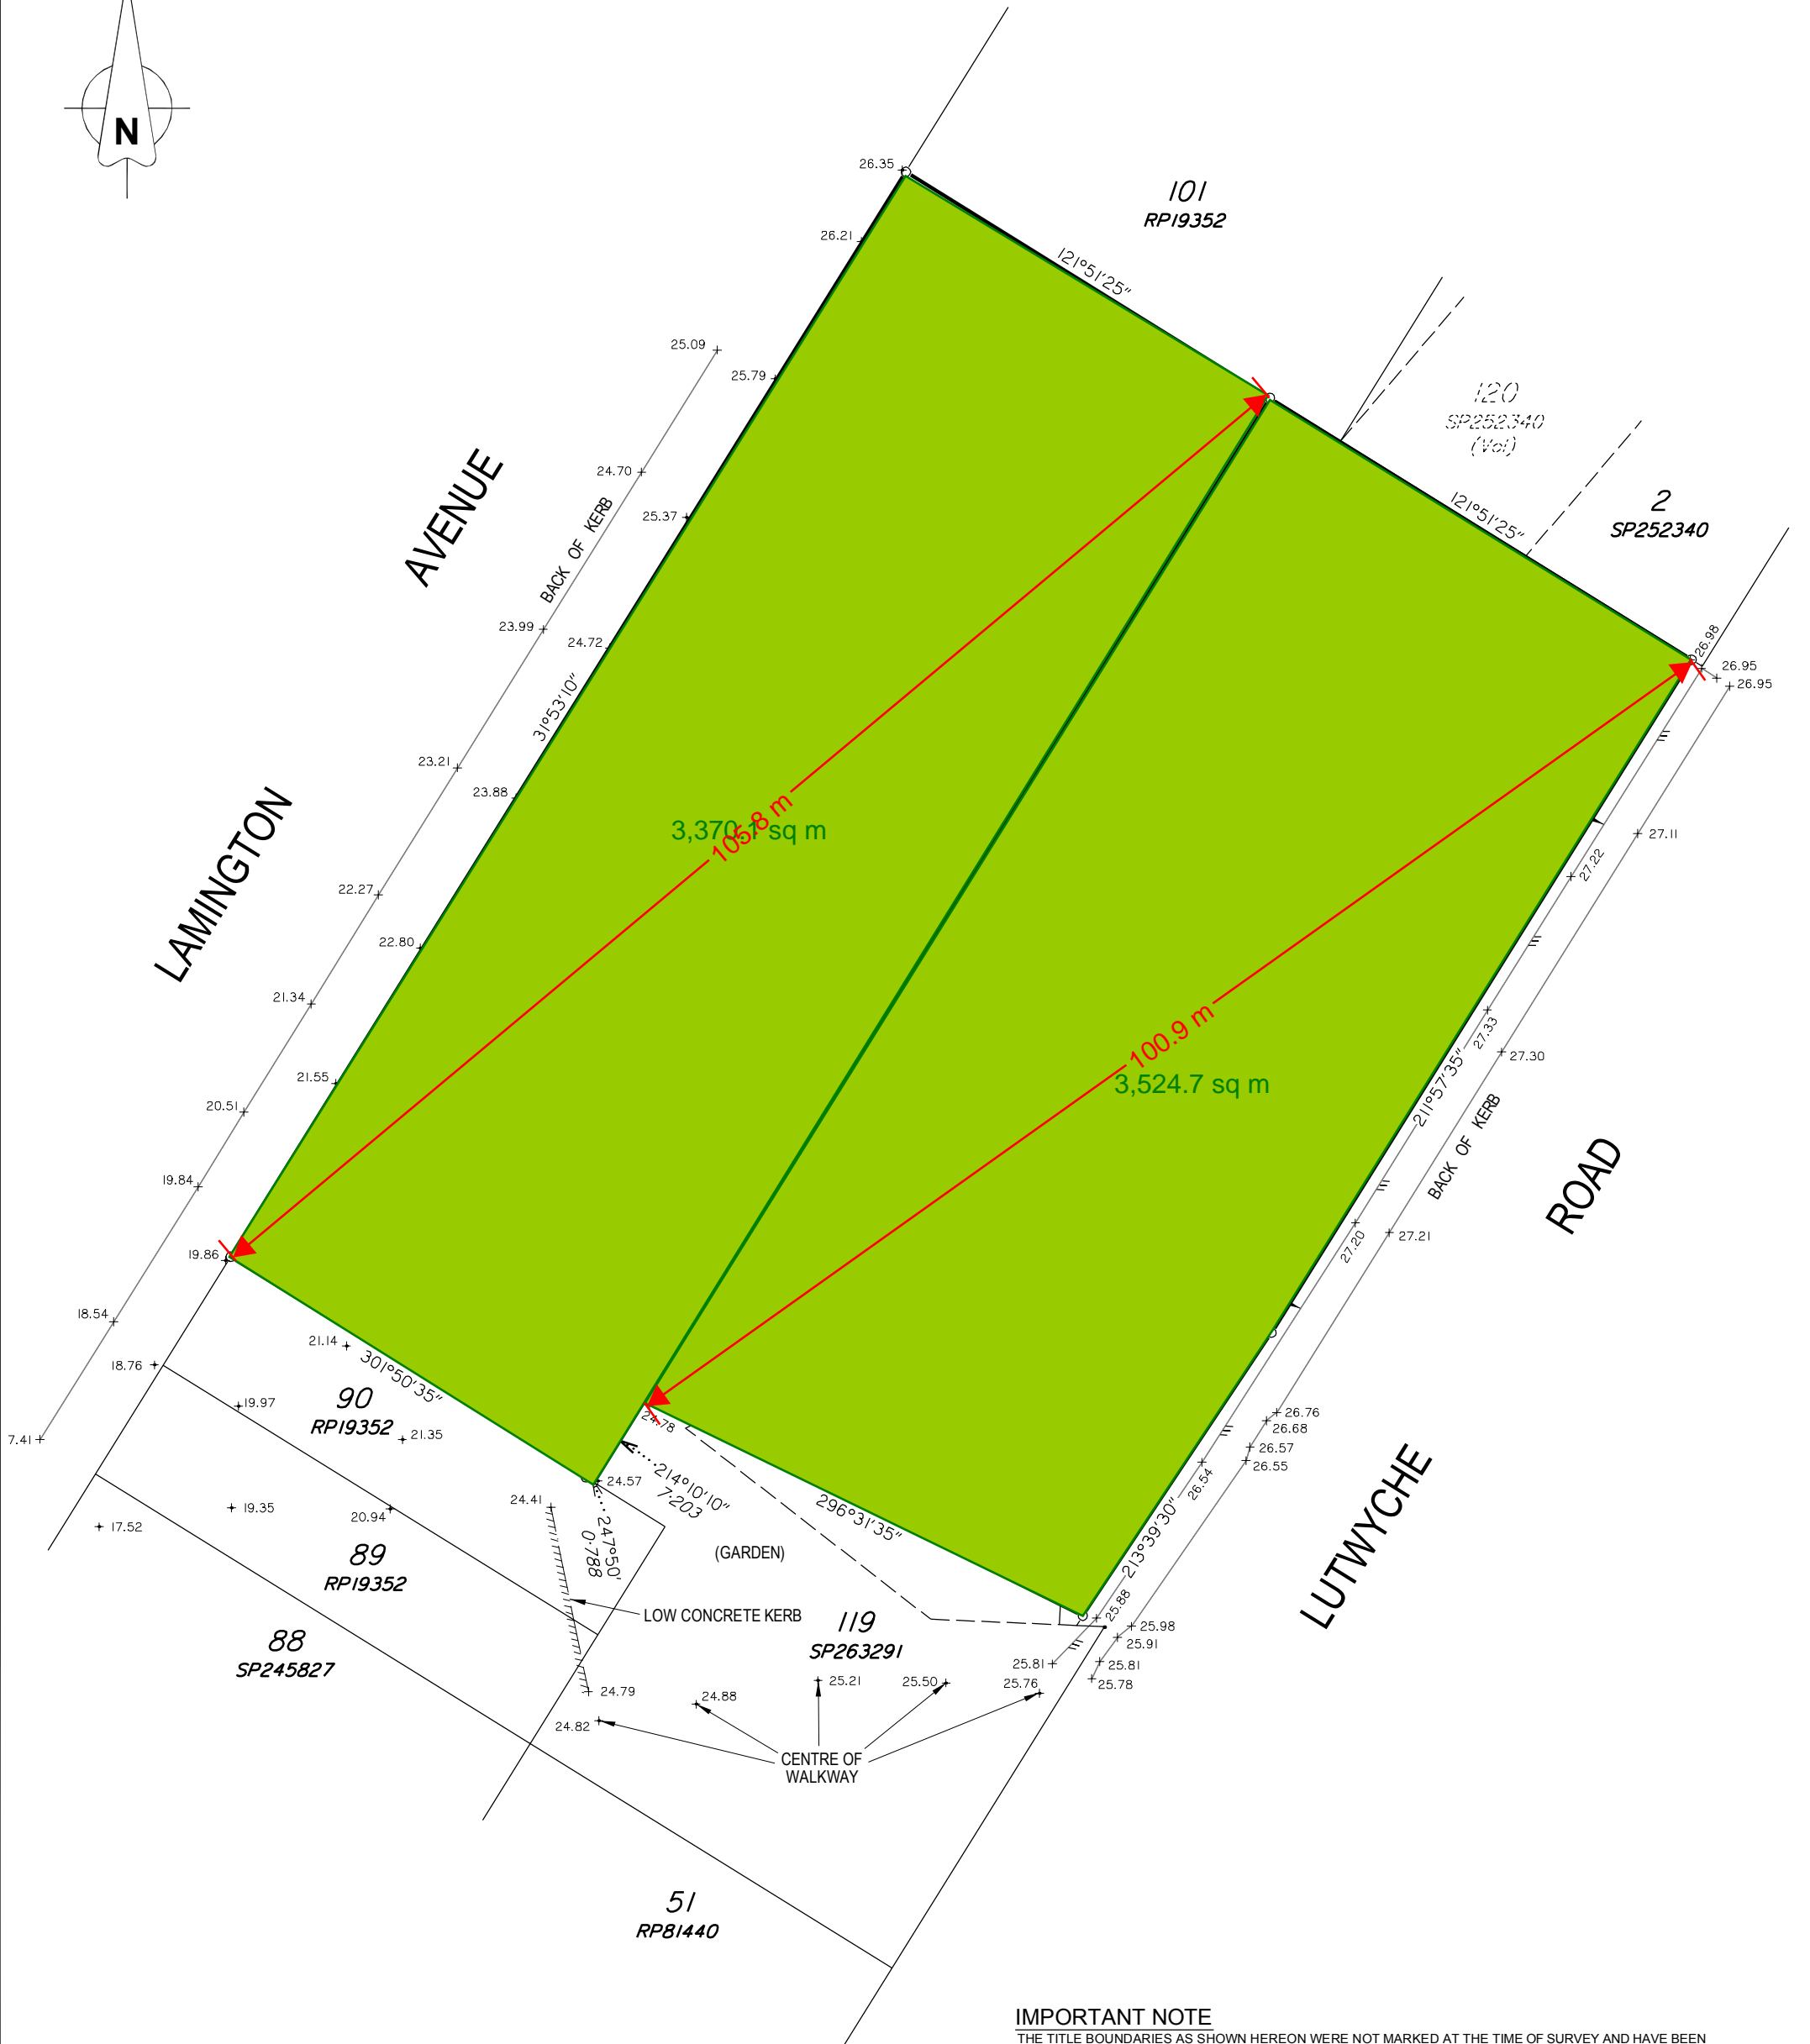 N
26.35
101
RP19352
26.21
121°51'25"
25.09
25.79
120
SP252340
(Vol)
AVENUE
24.70
BACK OF KERB
25.37
121°51'25"
2
SP252340
23.99
24.72
26.98
26.95
26.95
31°53'10"
23.21
23.88
LAMINGTON
105.8 m
3,370.1 sq m
27.11
22.27
27.22
22.80
21.34
100.9 m
27.33
27.30
21.55
3,524.7 sq m
211°57'35"
20.51
BACK OF KERB
19.84
ROAD
19.86
27.20
27.21
18.54
21.14
18.76
301°50'35"
90
RP19352
19.97
21.35
7.41
24.78
26.76
26.68
26.57
26.55
26.54
24.57
214°10'10"
7·203
24.41
247°50'
0·788
296°31'35"
213°39'30"
LUTWYCHE
19.35
20.94
17.52
89
RP19352
(GARDEN)
LOW CONCRETE KERB
119
SP263291
25.88
25.98
25.91
25.81
25.81
25.78
88
SP245827
24.79
24.88
25.21
25.50
25.76
24.82
CENTRE OF
WALKWAY
51
RP81440
IMPORTANT NOTE
THE TITLE BOUNDARIES AS SHOWN HEREON WERE NOT MARKED AT THE TIME OF SURVEY AND HAVE BEEN